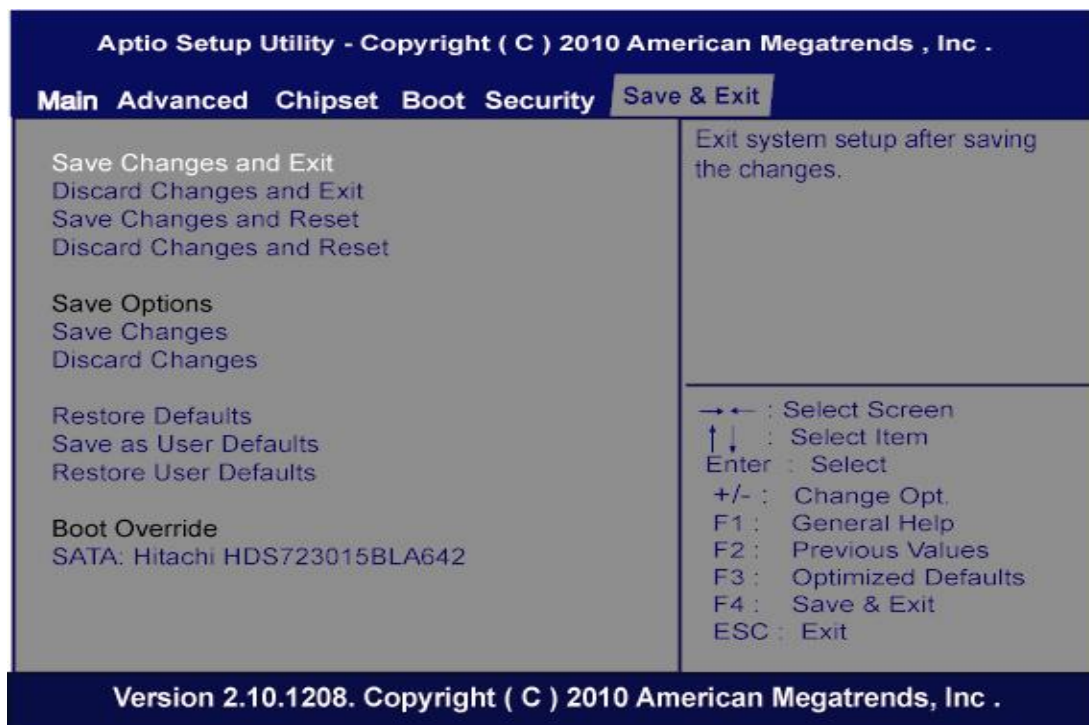 Aptio Setup Utility - Copyright ( C ) 2010 American Megatrends , Inc .
Main Advanced Chipset Boot Security Save & Exit
Save Changes and Exit
Discard Changes and Exit
Save Changes and Reset
Discard Changes and Reset
Save Options
Save Changes
Discard Changes
Restore Defaults
Save as User Defaults
Restore User Defaults
Boot Override
SATA: Hitachi HDS723015BLA642
Exit system setup after saving
the changes.
→← : Select Screen
↑↓ : Select Item
Enter : Select
+/- : Change Opt.
F1 : General Help
F2 : Previous Values
F3 : Optimized Defaults
F4 : Save & Exit
ESC : Exit
Version 2.10.1208. Copyright ( C ) 2010 American Megatrends, Inc .